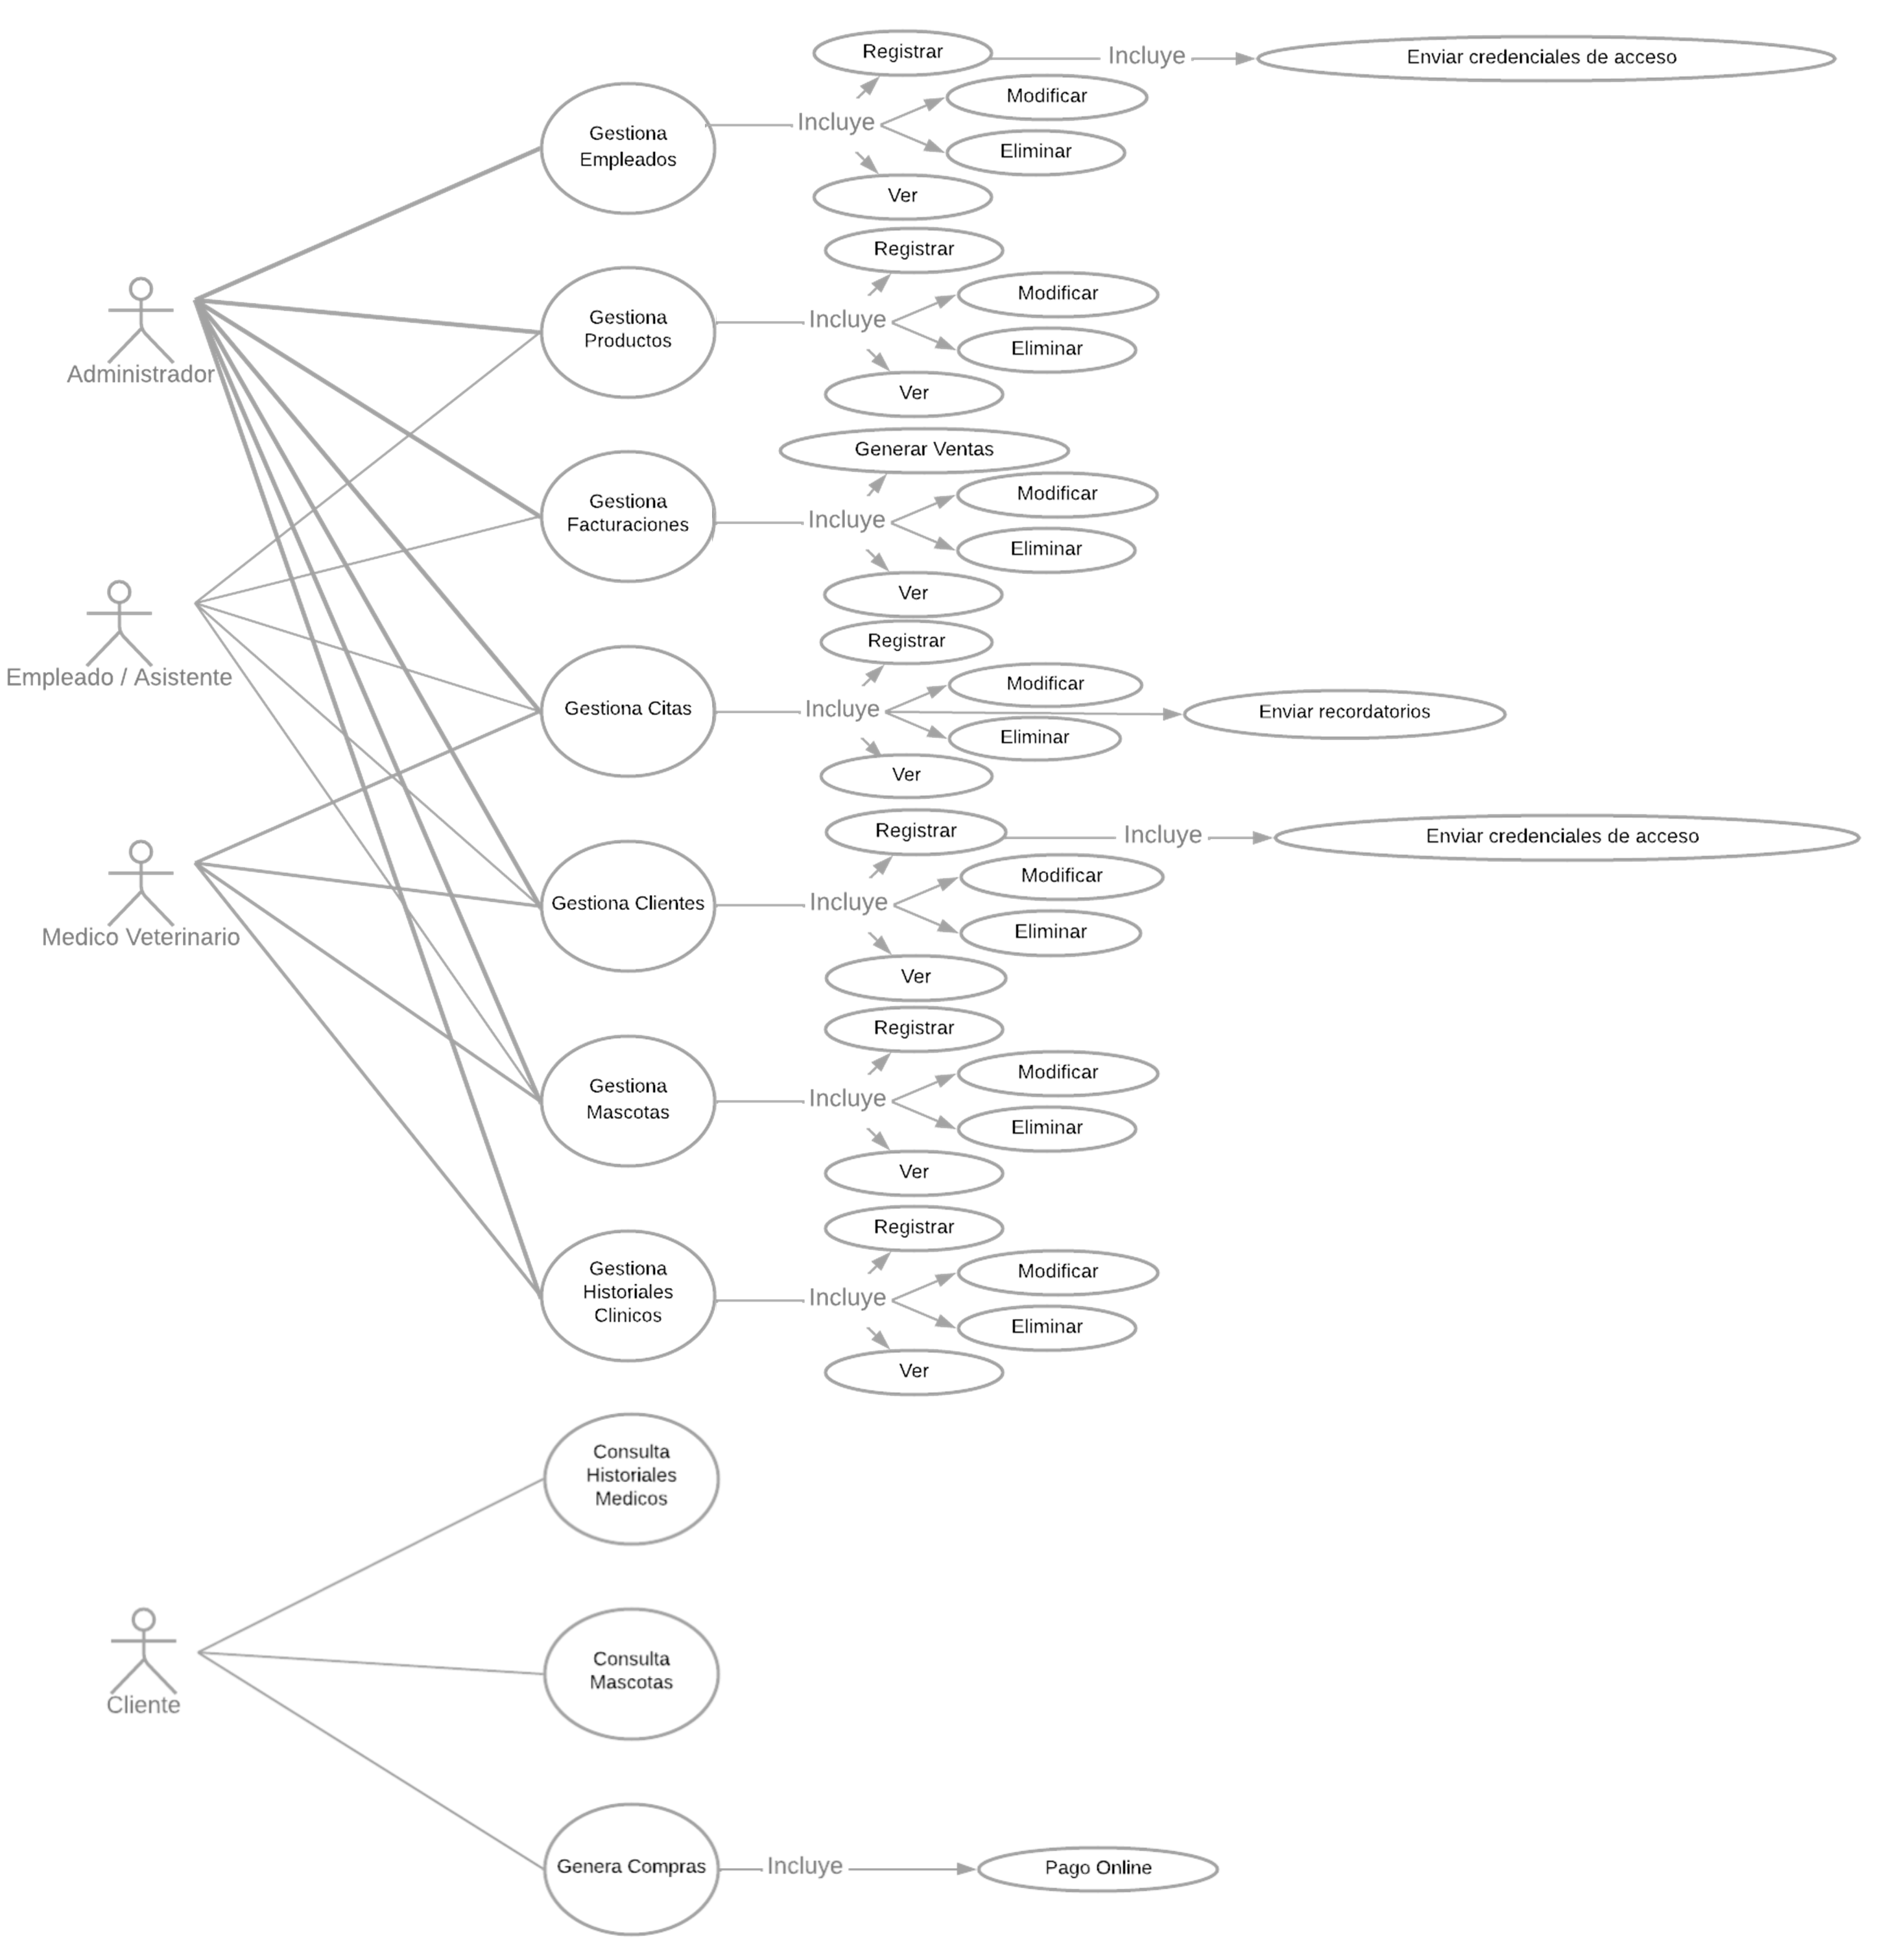 Registrar
Incluye
Enviar credenciales de acceso
Modificar
Gestiona
Empleados
Incluye
Eliminar
Ver
Registrar
Modificar
Gestiona
Productos
Incluye
Eliminar
Administrador
Ver
Generar Ventas
Modificar
Gestiona
Facturaciones
Incluye
Eliminar
Ver
Registrar
Empleado / Asistente
Modificar
Gestiona Citas
Incluye
Enviar recordatorios
Eliminar
Ver
Registrar
Incluye
Enviar credenciales de acceso
Modificar
Gestiona Clientes
Incluye
Eliminar
Medico Veterinario
Ver
Registrar
Modificar
Gestiona
Mascotas
Incluye
Eliminar
Ver
Registrar
Modificar
Gestiona
Historiales
Clinicos
Incluye
Eliminar
Ver
Consulta
Historiales
Medicos
Consulta
Mascotas
Cliente
Genera Compras
Incluye
Pago Online